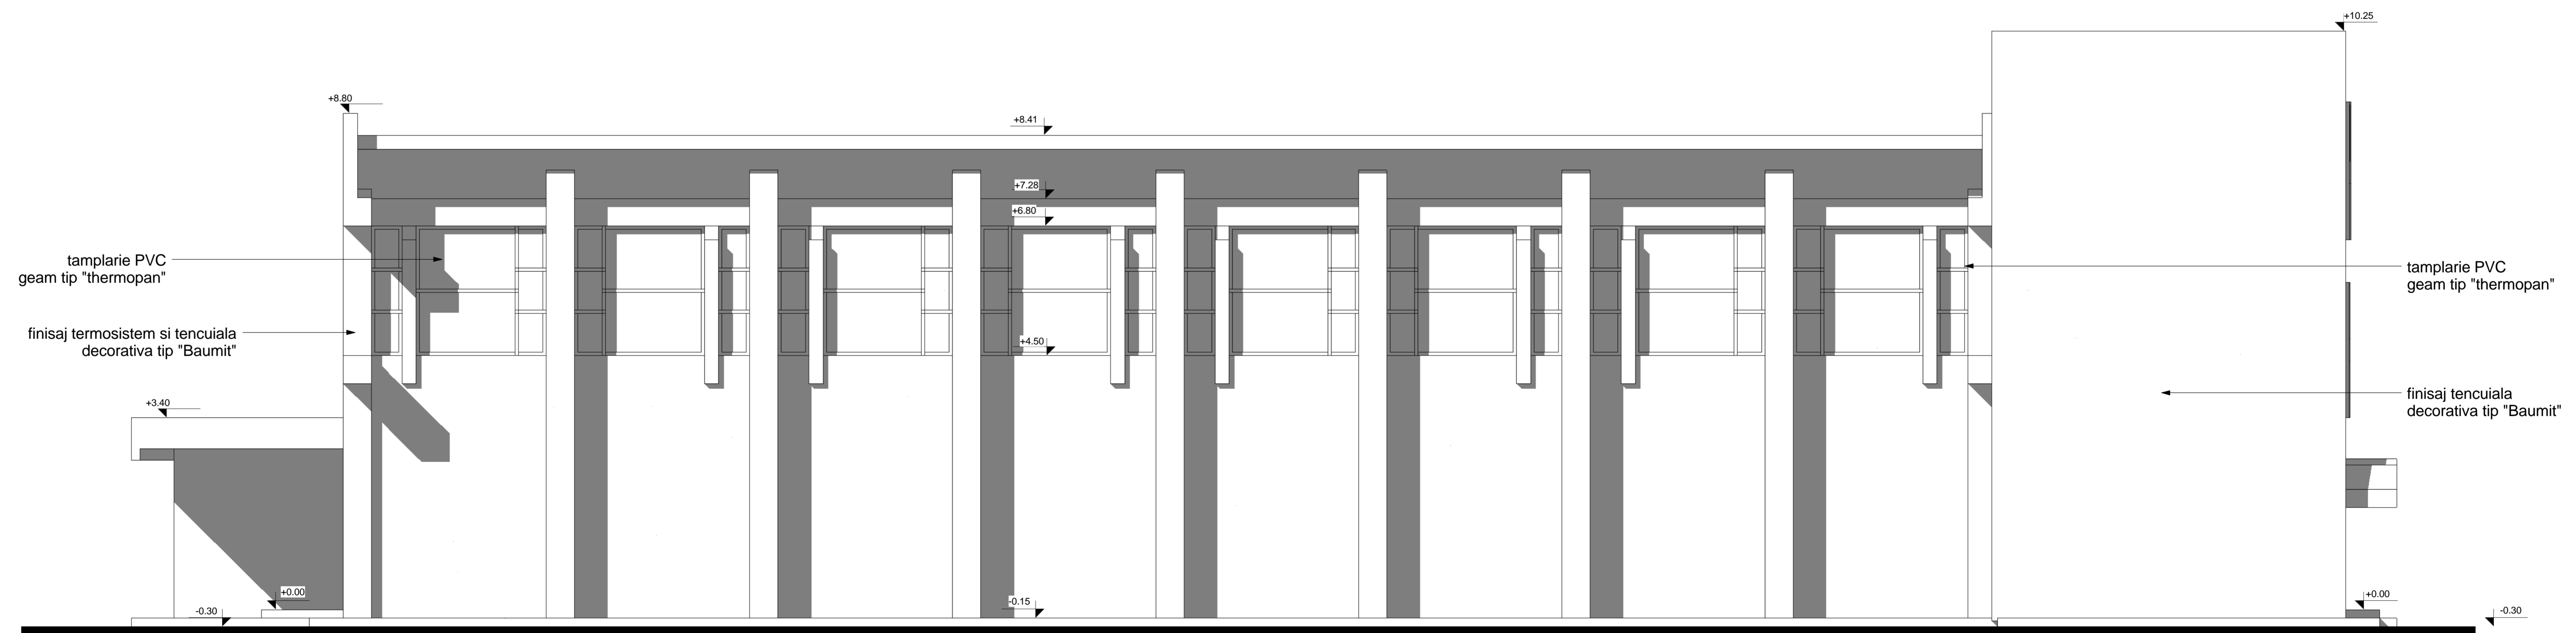 +10.25
+8.80
+8.41
+7.28
+6.80
tamplarie PVC
geam tip "thermopan"
tamplarie PVC
geam tip "thermopan"
finisaj termosistem si tencuiala
decorativa tip "Baumit"
+4.50
finisaj tencuiala
decorativa tip "Baumit"
+3.40
+0.00
-0.30
-0.15
+0.00
-0.30